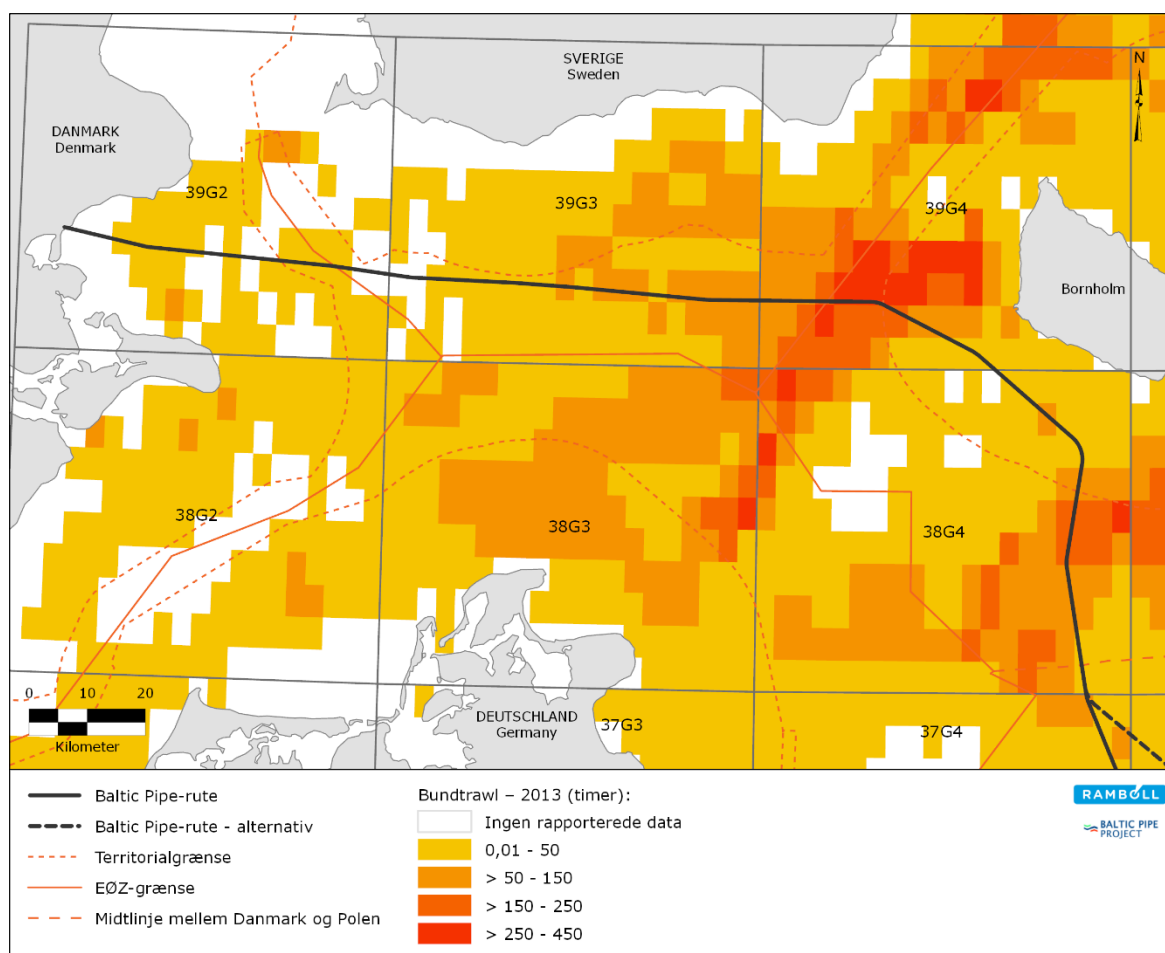 SVERIGE
Sweden
N
DANMARK
Denmark
39G2
39G3
39G4
Bornholm
38G2
38G3
38G4
0 10 20
Kilometer
DEUTSCHLAND
Germany
37G3
37G4
Baltic Pipe-rute
Baltic Pipe-rute - alternativ
Territorialgrænse
EØZ-grænse
Midtlinje mellem Danmark og Polen
Bundtrawl – 2013 (timer):
Ingen rapporterede data
0,01 - 50
> 50 - 150
> 150 - 250
> 250 - 450
RAMBOLL
BALTIC PIPE
PROJECT